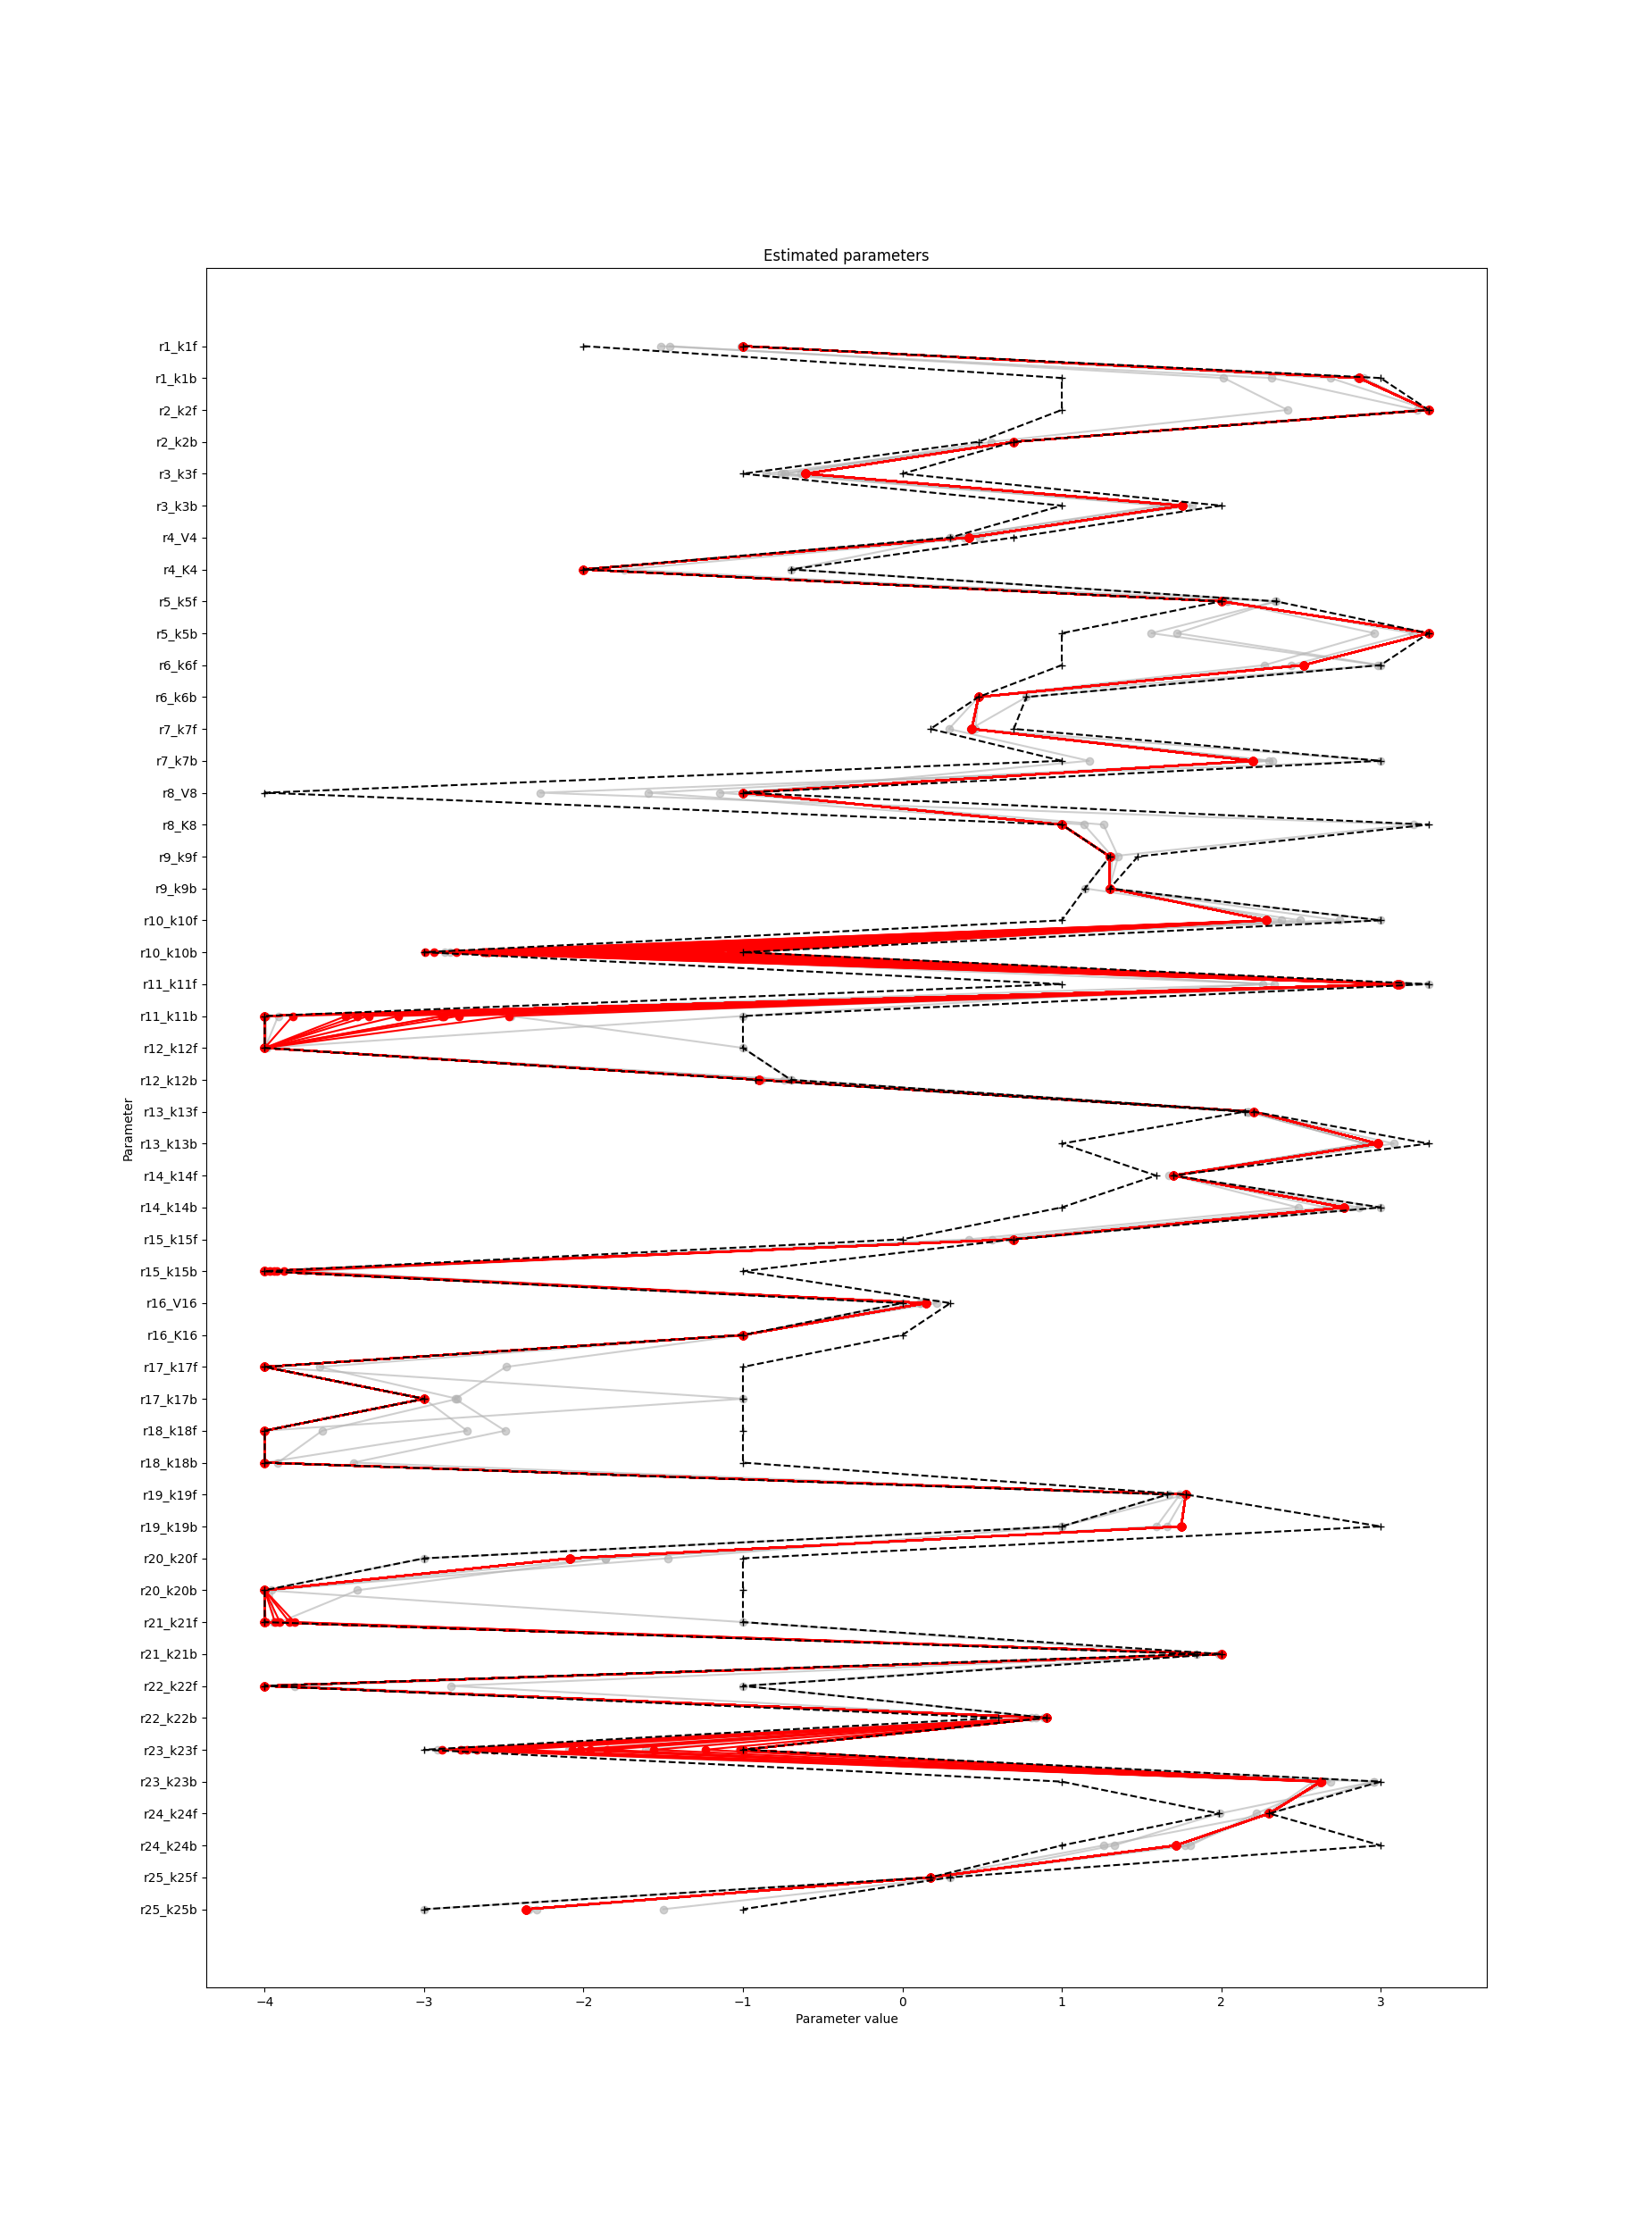 Estimated parameters
r1_k1f
r1_k1b
r2_k2f
r2_k2b
r3_k3f
r3_k3b
r4_V4
r4_K4
r5_k5f
r5_k5b
r6_k6f
r6_k6b
r7_k7f
r7_k7b
r8_V8
r8_K8
r9_k9f
r9_k9b
r10_k10f
r10_k10b
r11_k11f
r11_k11b
r12_k12f
r12_k12b
r13_k13f
r13_k13b
r14_k14f
r14_k14b
r15_k15f
r15_k15b
r16_V16
r16_K16
r17_k17f
r17_k17b
r18_k18f
r18_k18b
r19_k19f
r19_k19b
r20_k20f
r20_k20b
r21_k21f
r21_k21b
r22_k22f
r22_k22b
r23_k23f
r23_k23b
r24_k24f
r24_k24b
r25_k25f
r25_k25b
Parameter
−4 −3 −2 −1 0 1 2 3
Parameter value